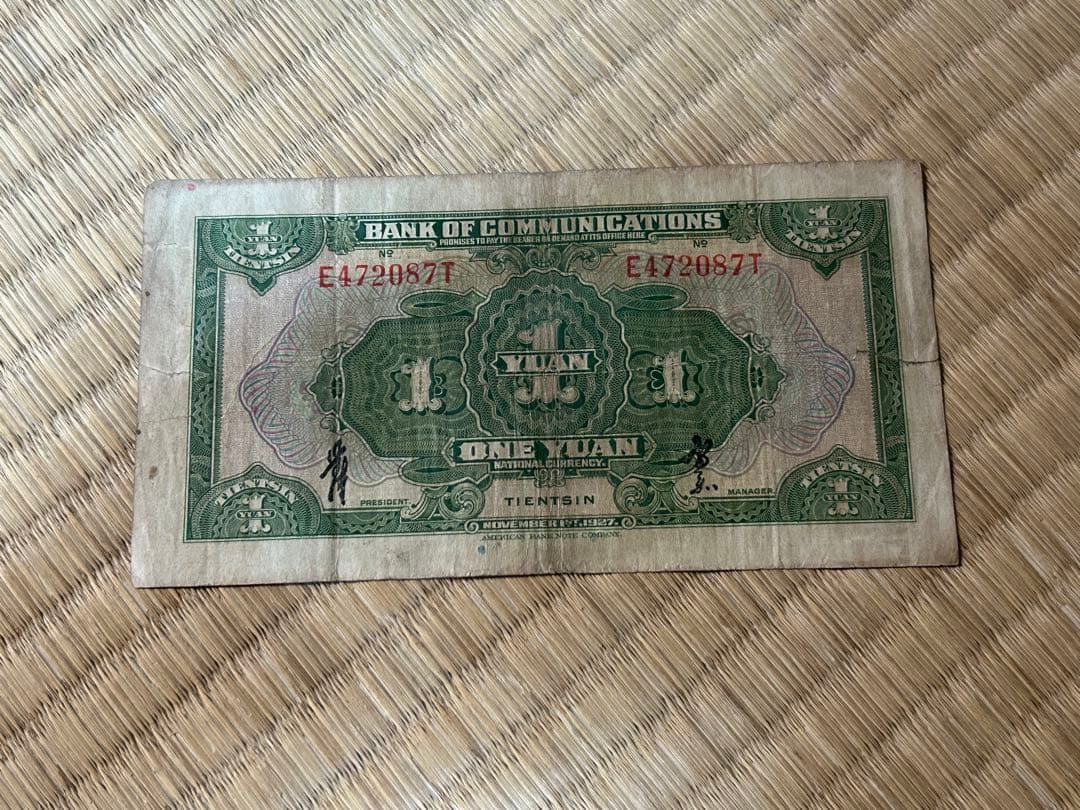 BANK OF COMMUNICATIONS
PROMISES TO PAY THE BEARER ON DEMAND AT ITS OFFICE HERE
Nº Nº
E472087T E472087T
1 YUAN TIENTSIN
1 YUAN TIENTSIN
1 1 YUAN 1
ONE YUAN
NATIONAL CURRENCY.
PRESIDENT. TIENTSIN MANAGER.
TIENTSIN 1 YUAN
TIENTSIN 1 YUAN
NOVEMBER 1ST, 1927.
AMERICAN BANK NOTE COMPANY.